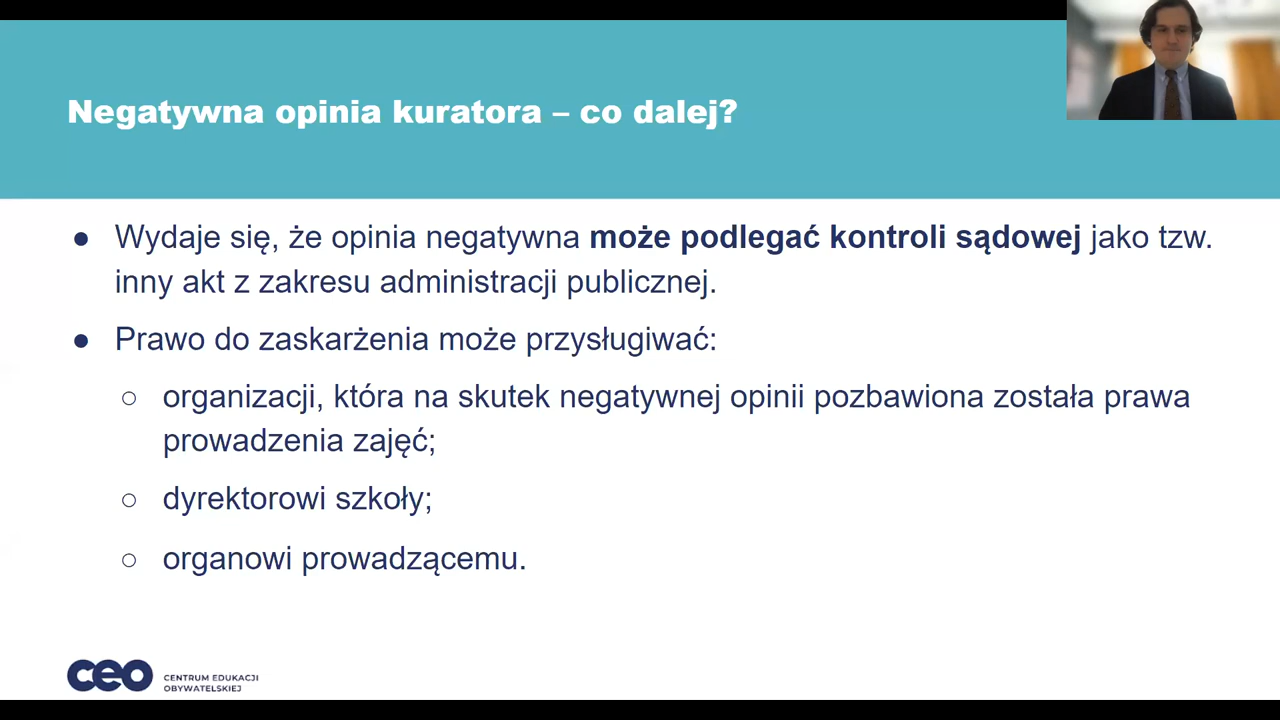 Negatywna opinia kuratora – co dalej?
● Wydaje się, że opinia negatywna może podlegać kontroli sądowej jako tzw.
inny akt z zakresu administracji publicznej.
● Prawo do zaskarżenia może przysługiwać:
○ organizacji, która na skutek negatywnej opinii pozbawiona została prawa
prowadzenia zajęć;
○ dyrektorowi szkoły;
○ organowi prowadzącemu.
ceo CENTRUM EDUKACJI
OBYWATELSKIEJ